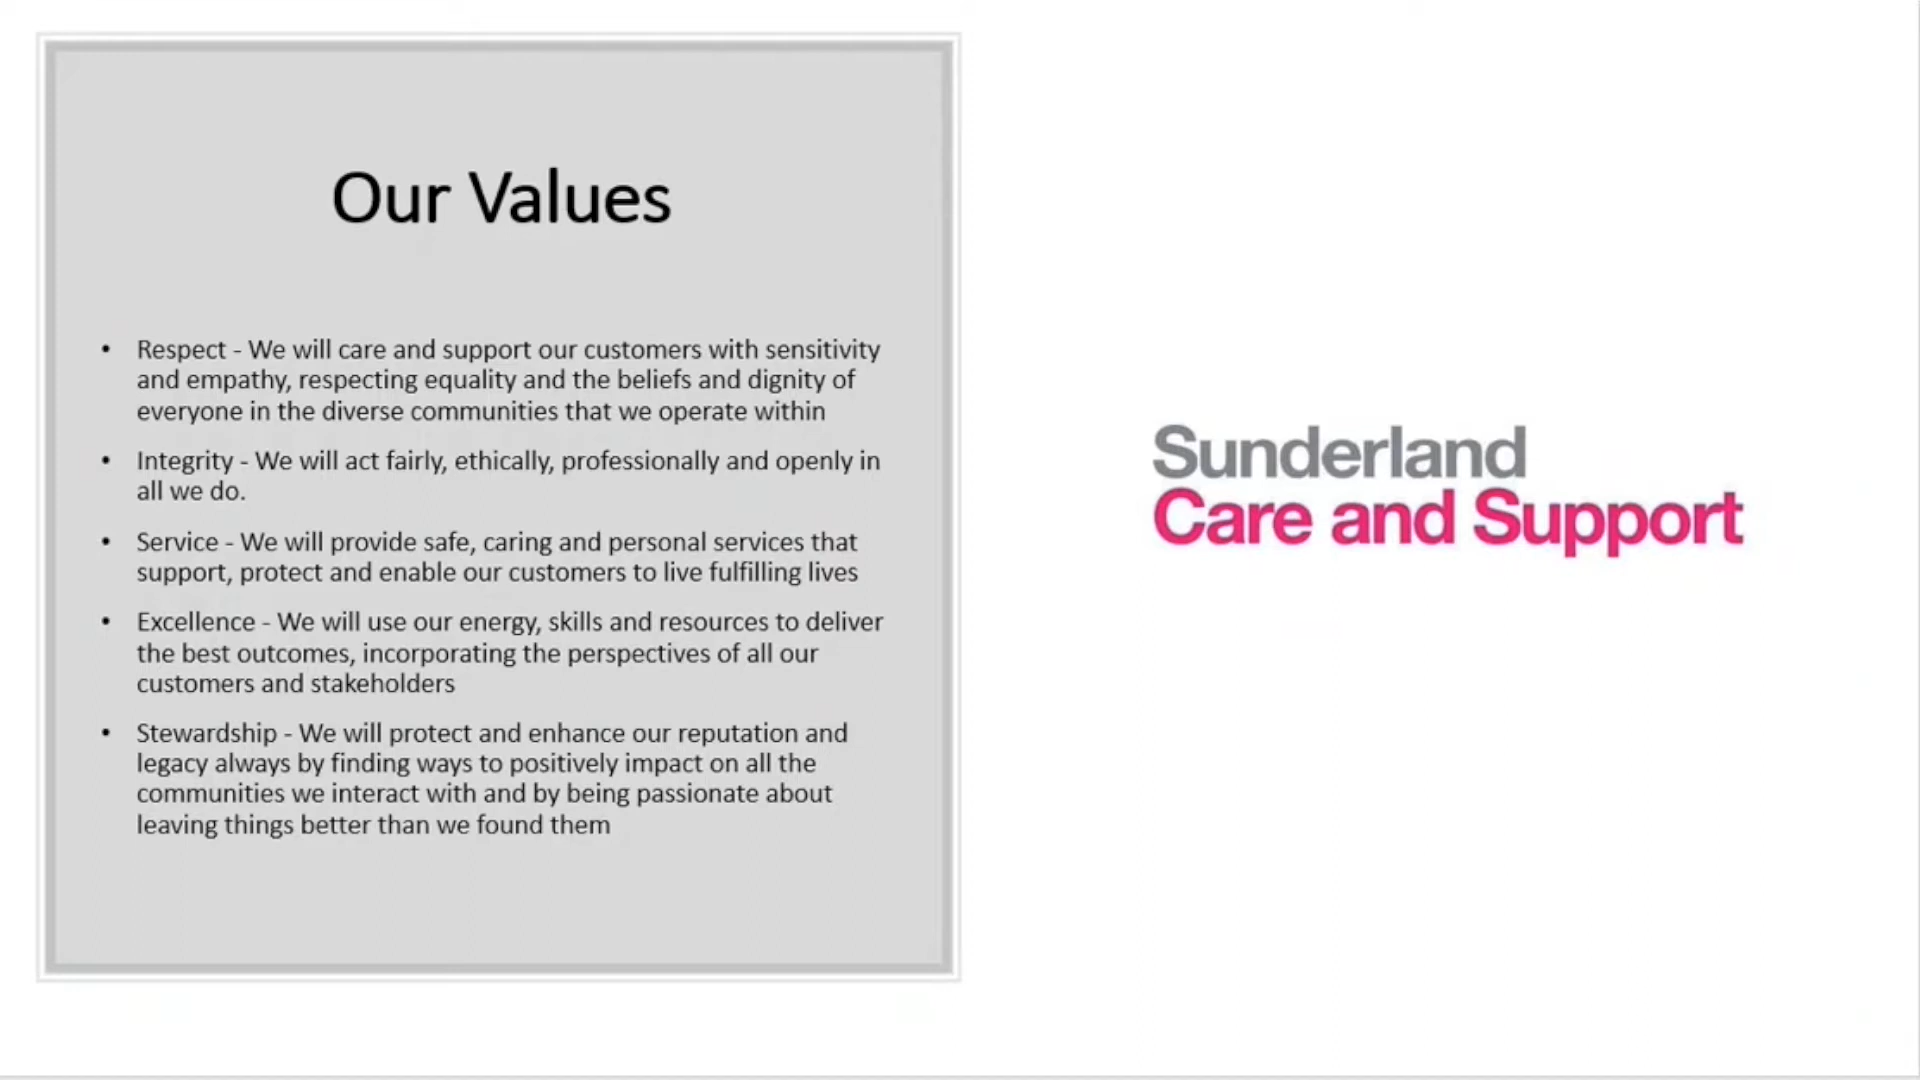 Our Values
• Respect - We will care and support our customers with sensitivity
and empathy, respecting equality and the beliefs and dignity of
everyone in the diverse communities that we operate within
• Integrity - We will act fairly, ethically, professionally and openly in
all we do.
• Service - We will provide safe, caring and personal services that
support, protect and enable our customers to live fulfilling lives
• Excellence - We will use our energy, skills and resources to deliver
the best outcomes, incorporating the perspectives of all our
customers and stakeholders
• Stewardship - We will protect and enhance our reputation and
legacy always by finding ways to positively impact on all the
communities we interact with and by being passionate about
leaving things better than we found them
Sunderland
Care and Support